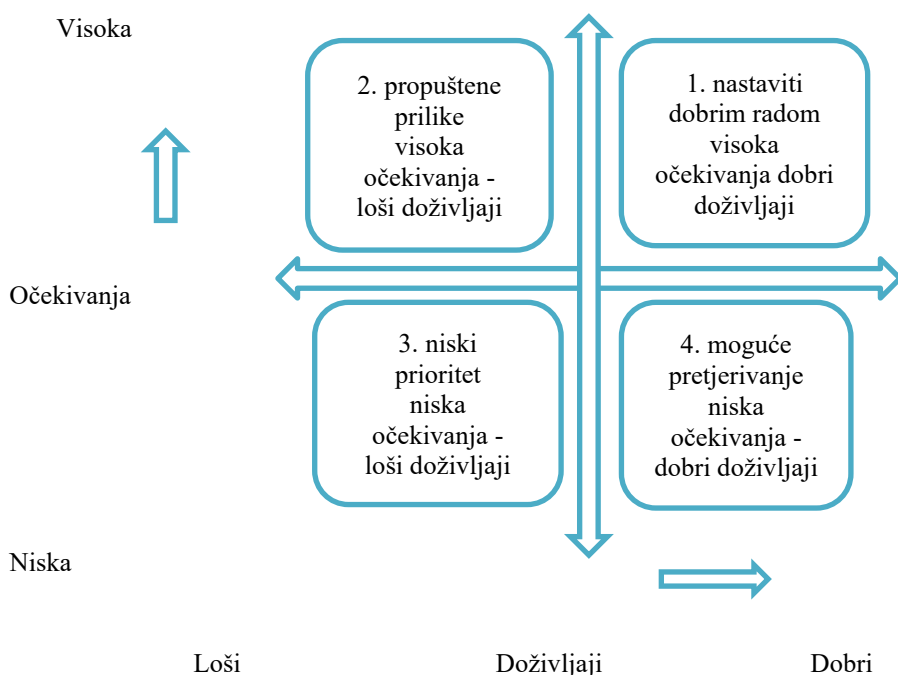 Visoka
2. propuštene
prilike
visoka
očekivanja -
loši doživljaji
1. nastaviti
dobrim radom
visoka
očekivanja dobri
doživljaji
Očekivanja
3. niski
prioritet
niska
očekivanja -
loši doživljaji
4. moguće
pretjerivanje
niska
očekivanja -
dobri doživljaji
Niska
Loši
Doživljaji
Dobri